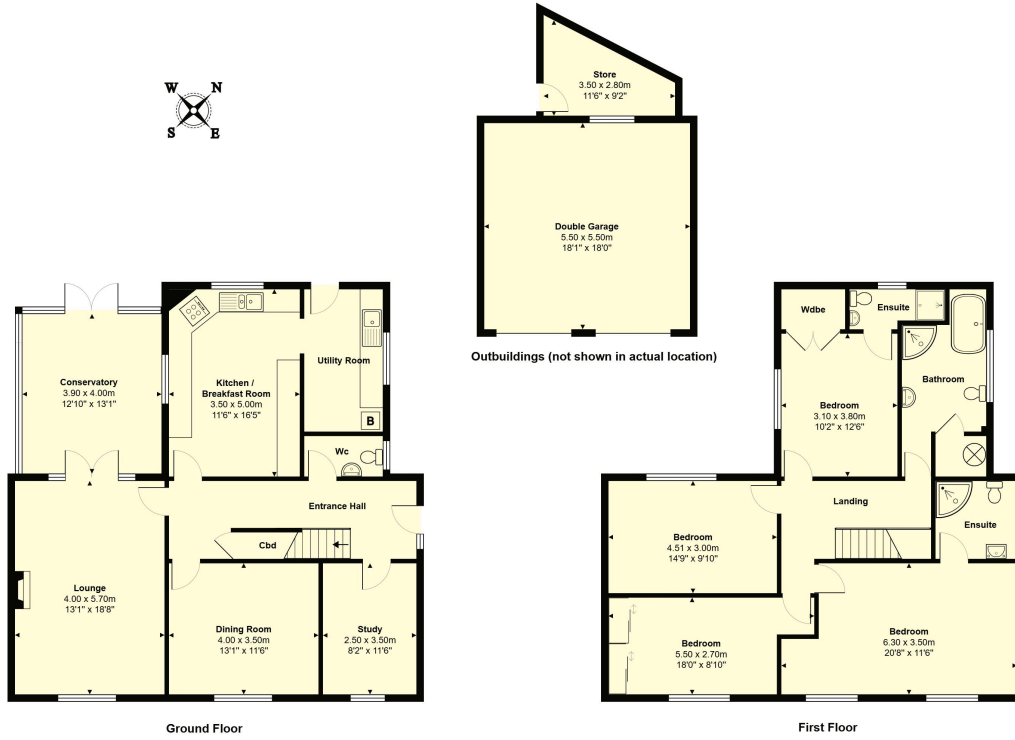 W N
S E
Store
3.50 x 2.80m
11'6" x 9'2"
Double Garage
5.50 x 5.50m
18'1" x 18'0"
Outbuildings (not shown in actual location)
Conservatory
3.90 x 4.00m
12'10" x 13'1"
Kitchen /
Breakfast Room
3.50 x 5.00m
11'6" x 16'5"
Utility Room
B
Wc
Entrance Hall
Cbd
Lounge
4.00 x 5.70m
13'1" x 18'8"
Dining Room
4.00 x 3.50m
13'1" x 11'6"
Study
2.50 x 3.50m
8'2" x 11'6"
Ground Floor
Wdbe
Ensuite
Bathroom
Bedroom
3.10 x 3.80m
10'2" x 12'6"
Landing
Ensuite
Bedroom
4.51 x 3.00m
14'9" x 9'10"
Bedroom
5.50 x 2.70m
18'0" x 8'10"
Bedroom
6.30 x 3.50m
20'8" x 11'6"
First Floor